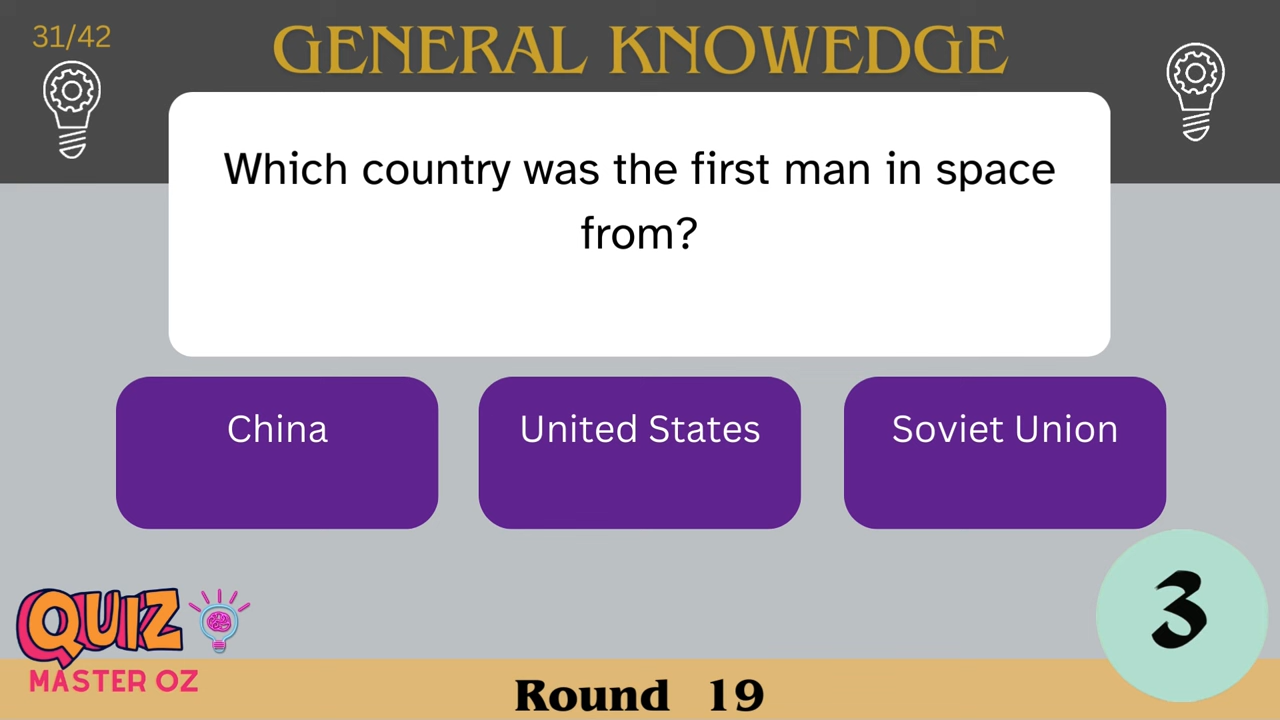 31/42
GENERAL KNOWEDGE
Which country was the first man in space
from?
China
United States
Soviet Union
3
QUIZ
MASTER OZ
Round 19